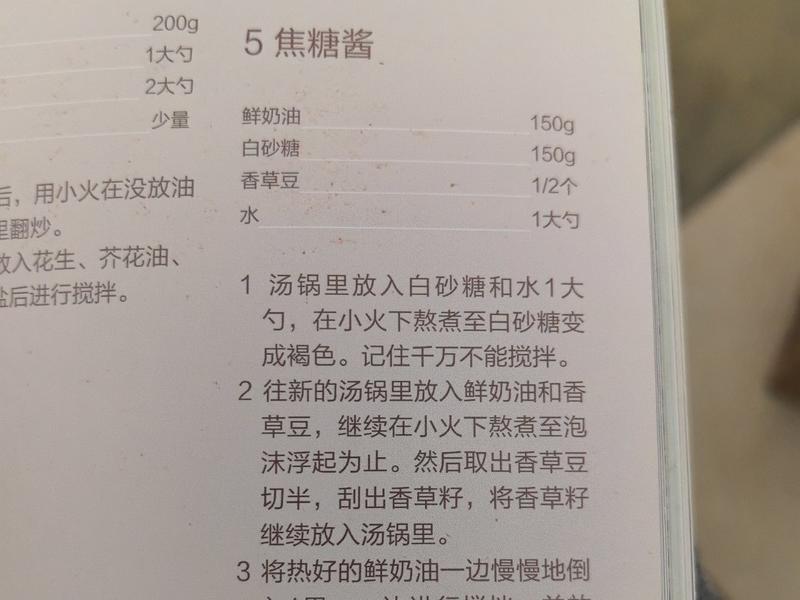 200g
1大勺
2大勺
少量
后，用小火在没放油
里翻炒。
放入花生、芥花油、
盐后进行搅拌。
5 焦糖酱
鲜奶油 150g
白砂糖 150g
香草豆 1/2个
水 1大勺
1 汤锅里放入白砂糖和水1大
勺，在小火下熬煮至白砂糖变
成褐色。记住千万不能搅拌。
2 往新的汤锅里放入鲜奶油和香
草豆，继续在小火下熬煮至泡
沫浮起为止。然后取出香草豆
切半，刮出香草籽，将香草籽
继续放入汤锅里。
3 将热好的鲜奶油一边慢慢地倒